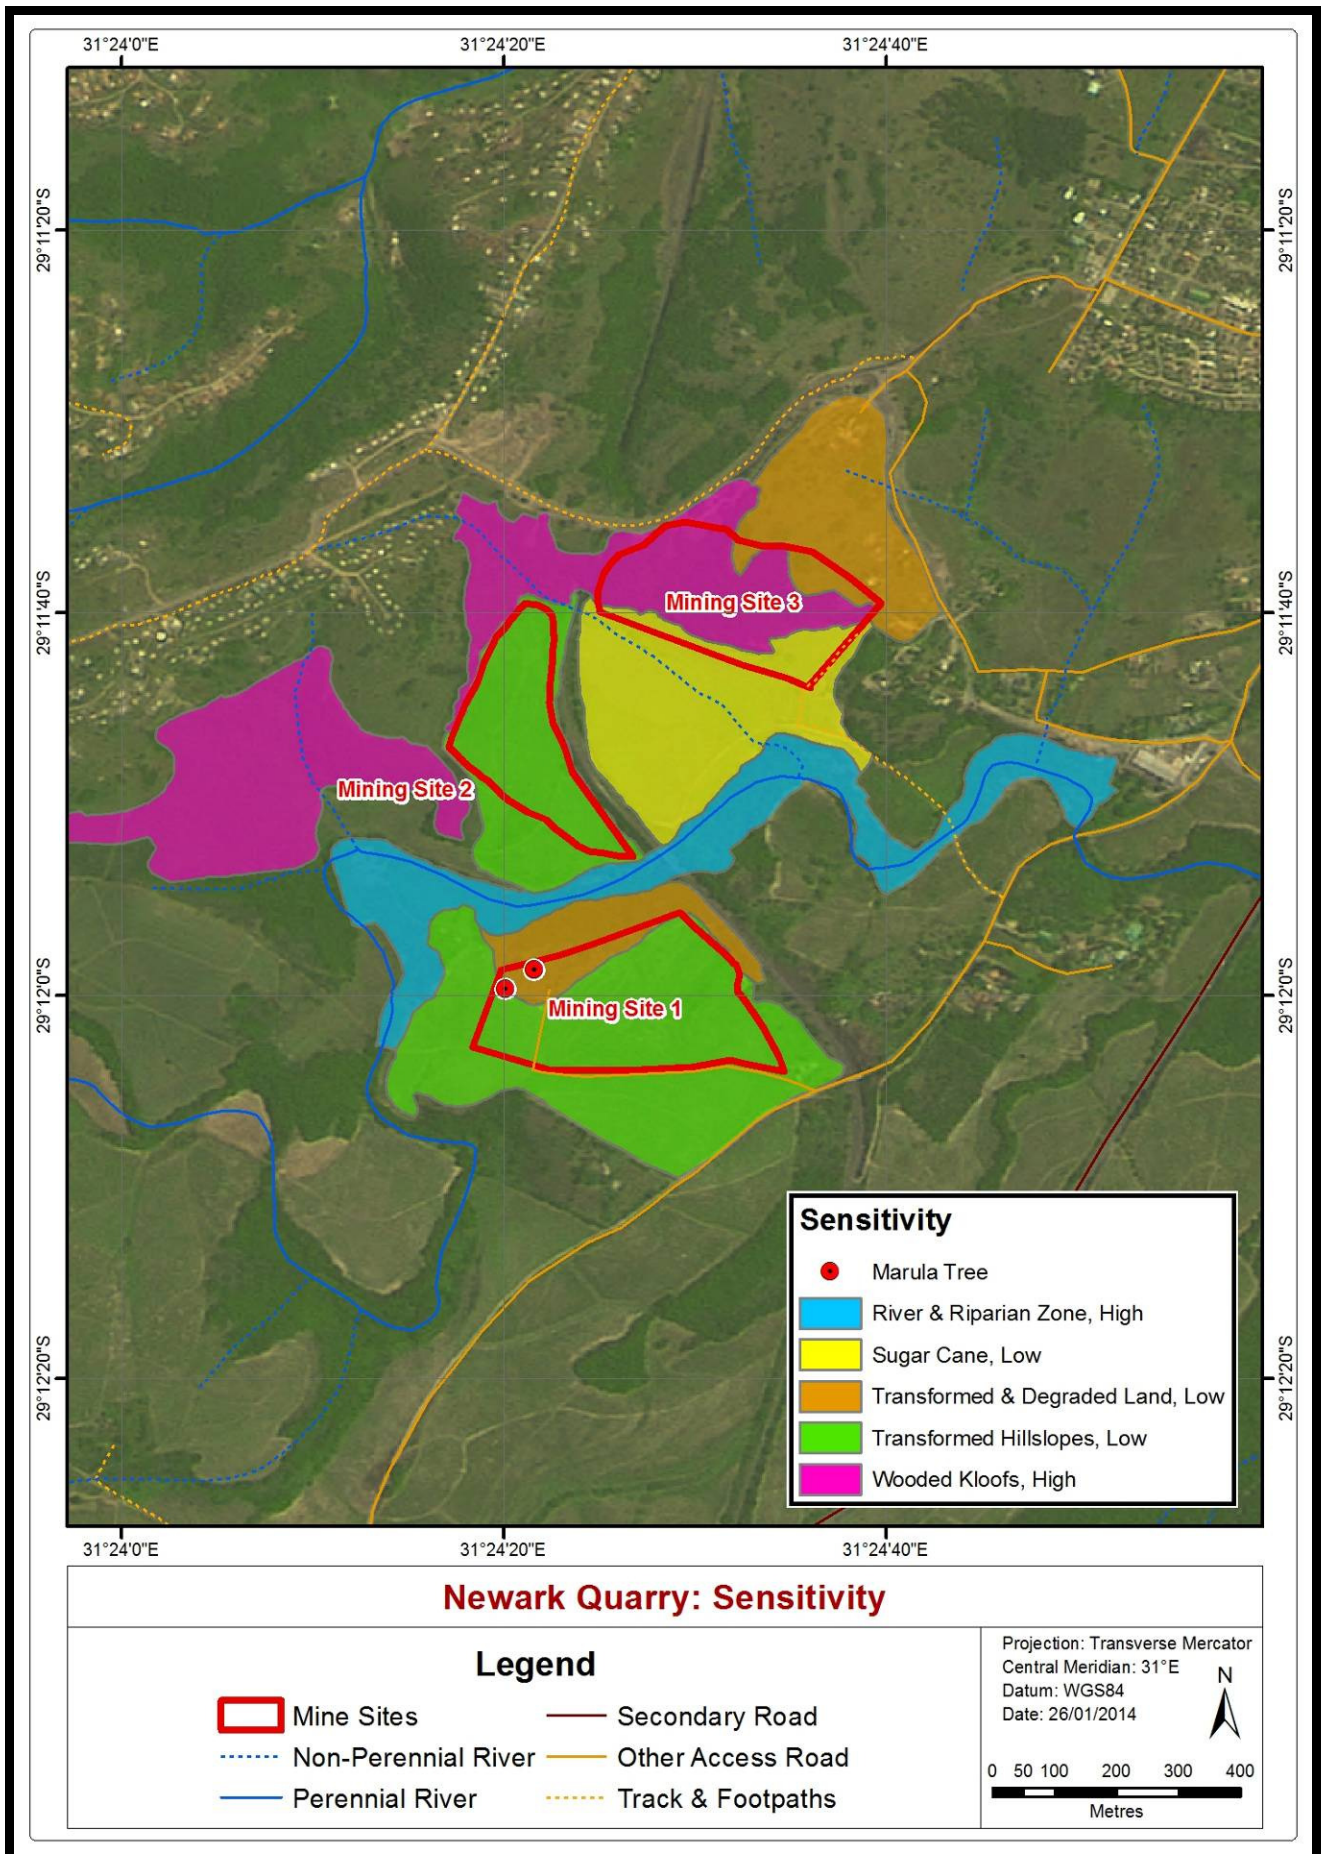 31°24'0"E 31°24'20"E 31°24'40"E
29°11'20"S 29°11'20"S
29°11'40"S 29°11'40"S
Mining Site 3
Mining Site 2
29°12'0"S 29°12'0"S
Mining Site 1
29°12'20"S 29°12'20"S
Sensitivity
Marula Tree
River & Riparian Zone, High
Sugar Cane, Low
Transformed & Degraded Land, Low
Transformed Hillslopes, Low
Wooded Kloofs, High
31°24'0"E 31°24'20"E 31°24'40"E
Newark Quarry: Sensitivity
Legend
Mine Sites
Non-Perennial River
Perennial River
Secondary Road
Other Access Road
Track & Footpaths
Projection: Transverse Mercator
Central Meridian: 31°E
Datum: WGS84
Date: 26/01/2014
N
0 50 100 200 300 400
Metres